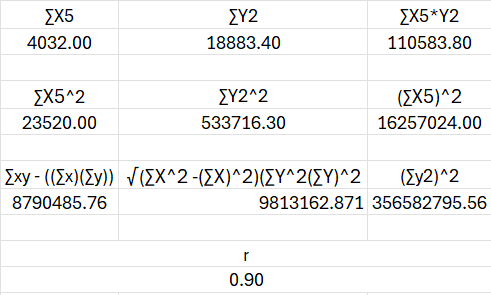 ∑X5 ∑Y2 ∑X5*Y2
4032.00 18883.40 110583.80
∑X5^2 ∑Y2^2 (∑X5)^2
23520.00 533716.30 16257024.00
∑xy - ((∑x)(∑y)) √(∑X^2 -(∑X)^2)(∑Y^2(∑Y)^2 (∑y2)^2
8790485.76 9813162.871 356582795.56
r
0.90